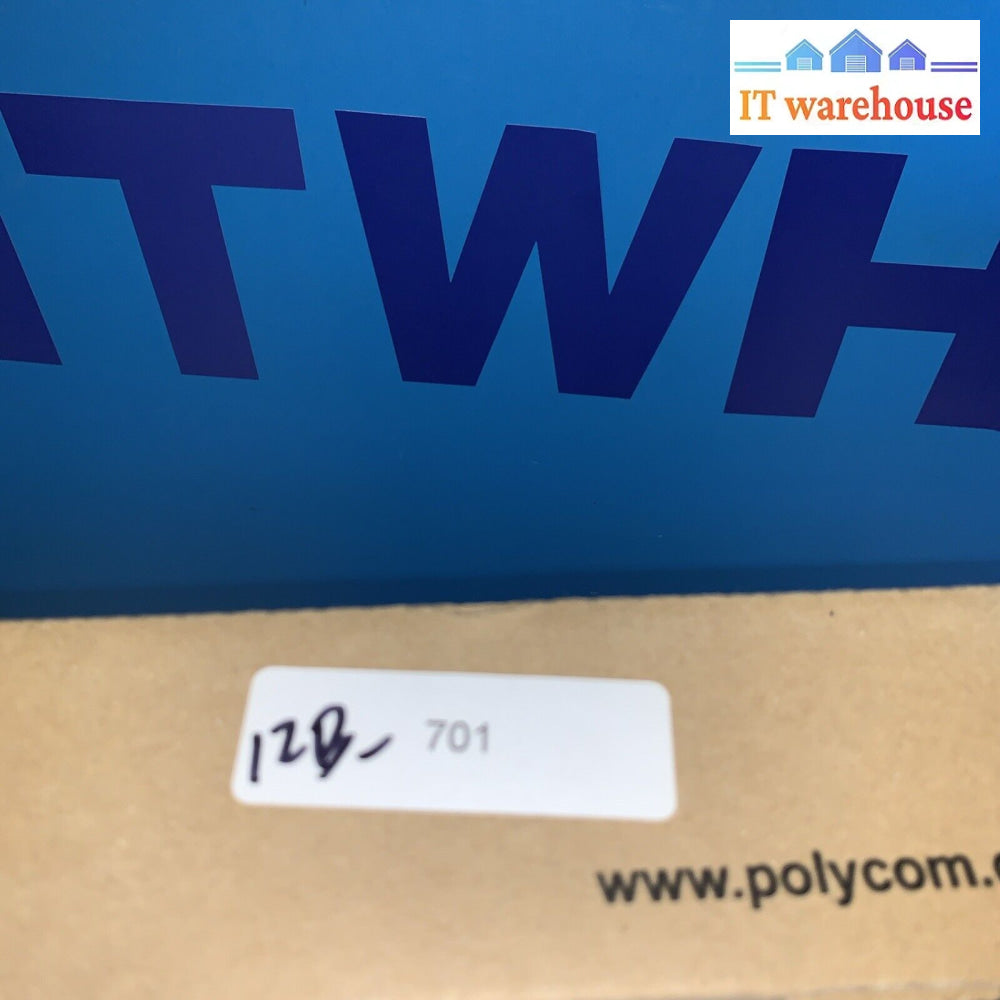 IT warehouse
ATWH
12B- 701
www.polycom.